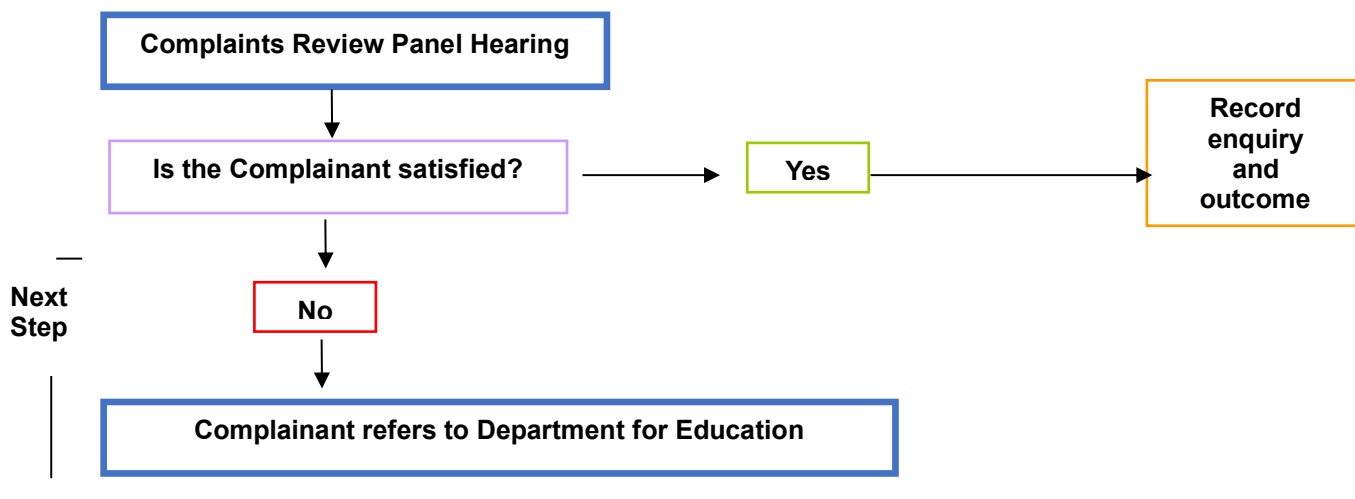 Complaints Review Panel Hearing
Is the Complainant satisfied?
Yes
Record
enquiry
and
outcome
Next
Step
No
Complainant refers to Department for Education